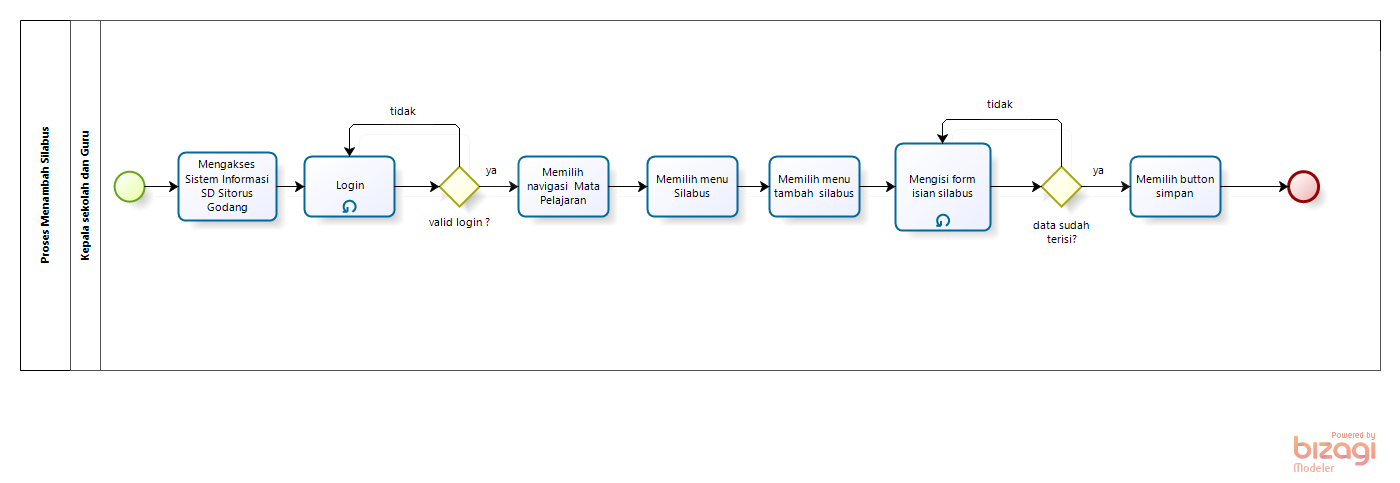 Proses Menambah Silabus
Kepala sekolah dan Guru
Mengakses
Sistem Informasi
SD Sitorus
Godang
Login
tidak
valid login ?
ya
Memilih
navigasi Mata
Pelajaran
Memilih menu
Silabus
Memilih menu
tambah silabus
Mengisi form
isian silabus
tidak
data sudah
terisi?
ya
Memilih button
simpan
Powered by
bizagi
Modeler